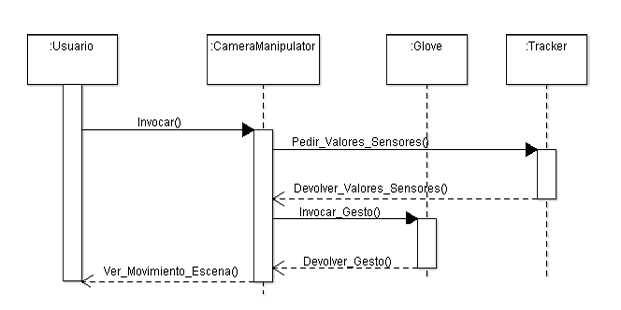 :Usuario
:CameraManipulator
:Glove
:Tracker
Invocar()
Pedir_Valores_Sensores()
Devolver_Valores_Sensores()
Invocar_Gesto()
Devolver_Gesto()
Ver_Movimiento_Escena()